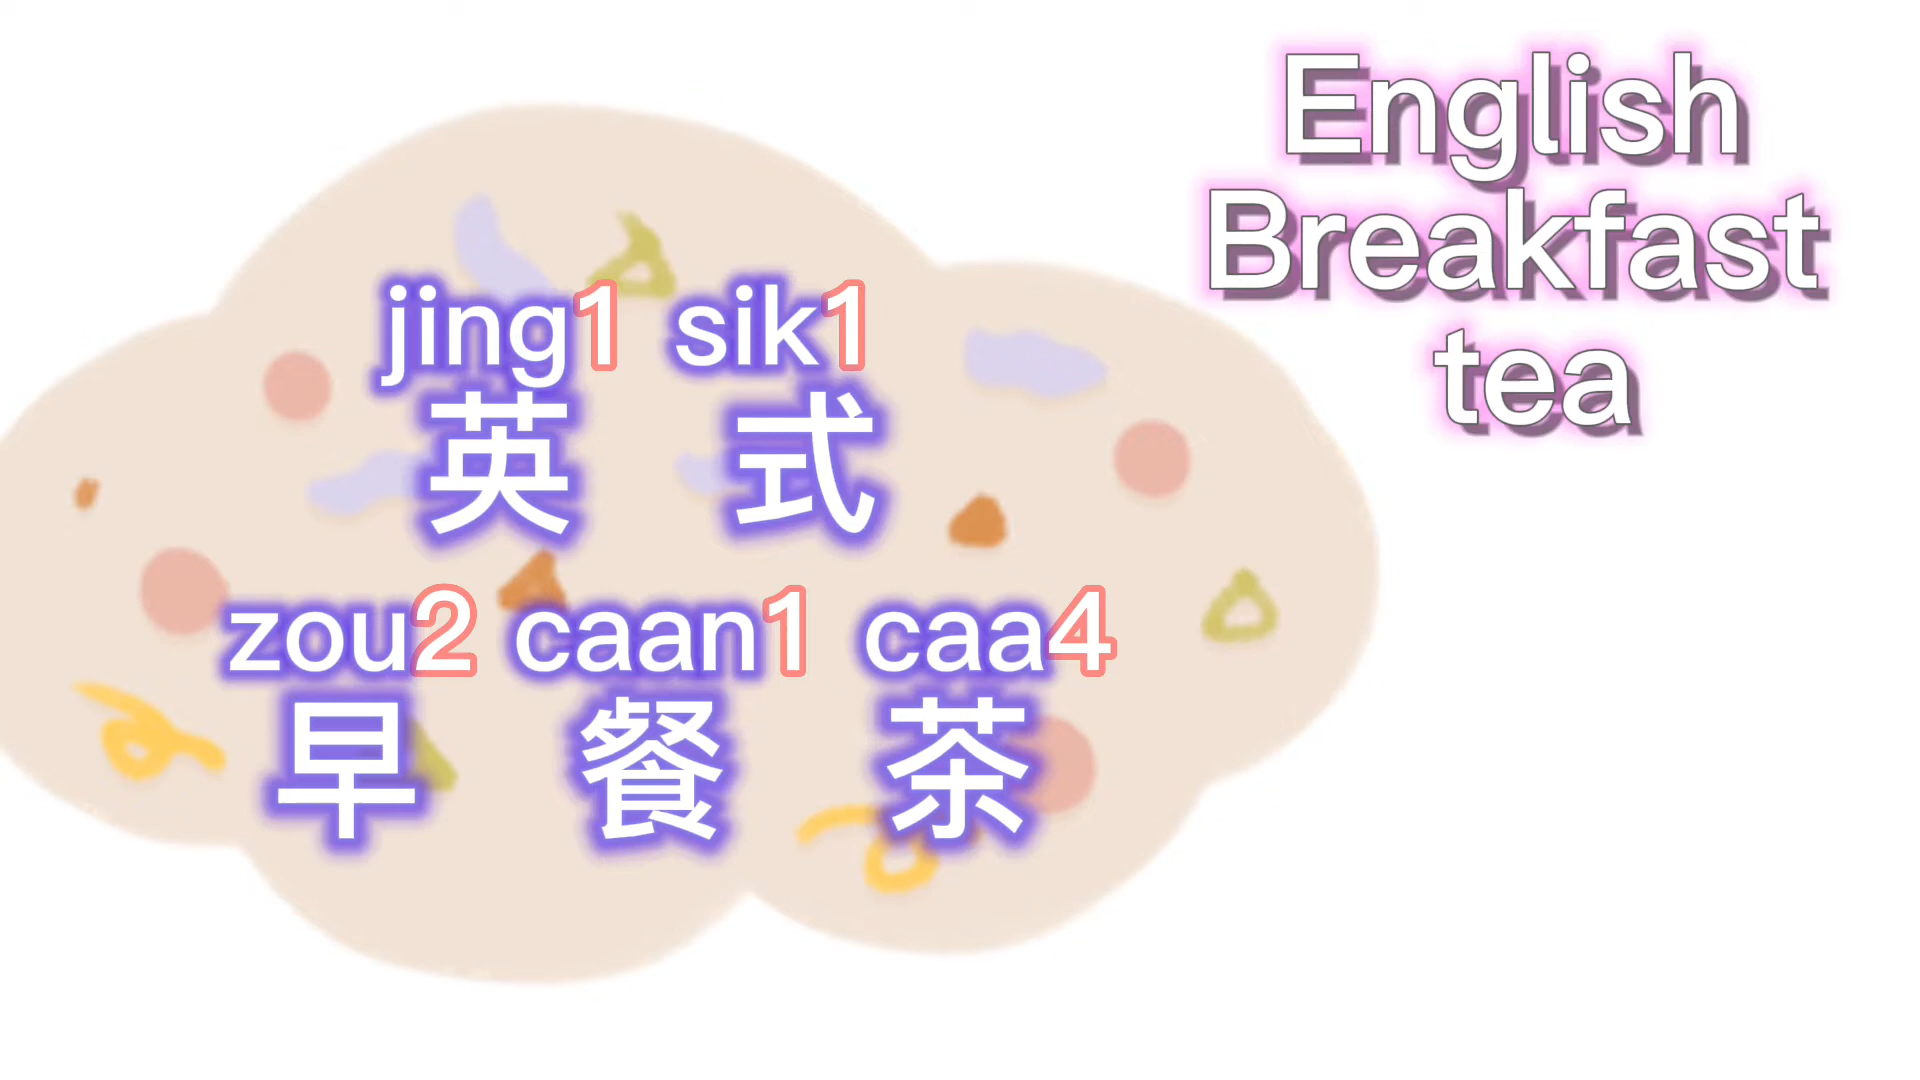 jing1 sik1
英 式
zou2 caan1 caa4
早 餐 茶
English
Breakfast
tea